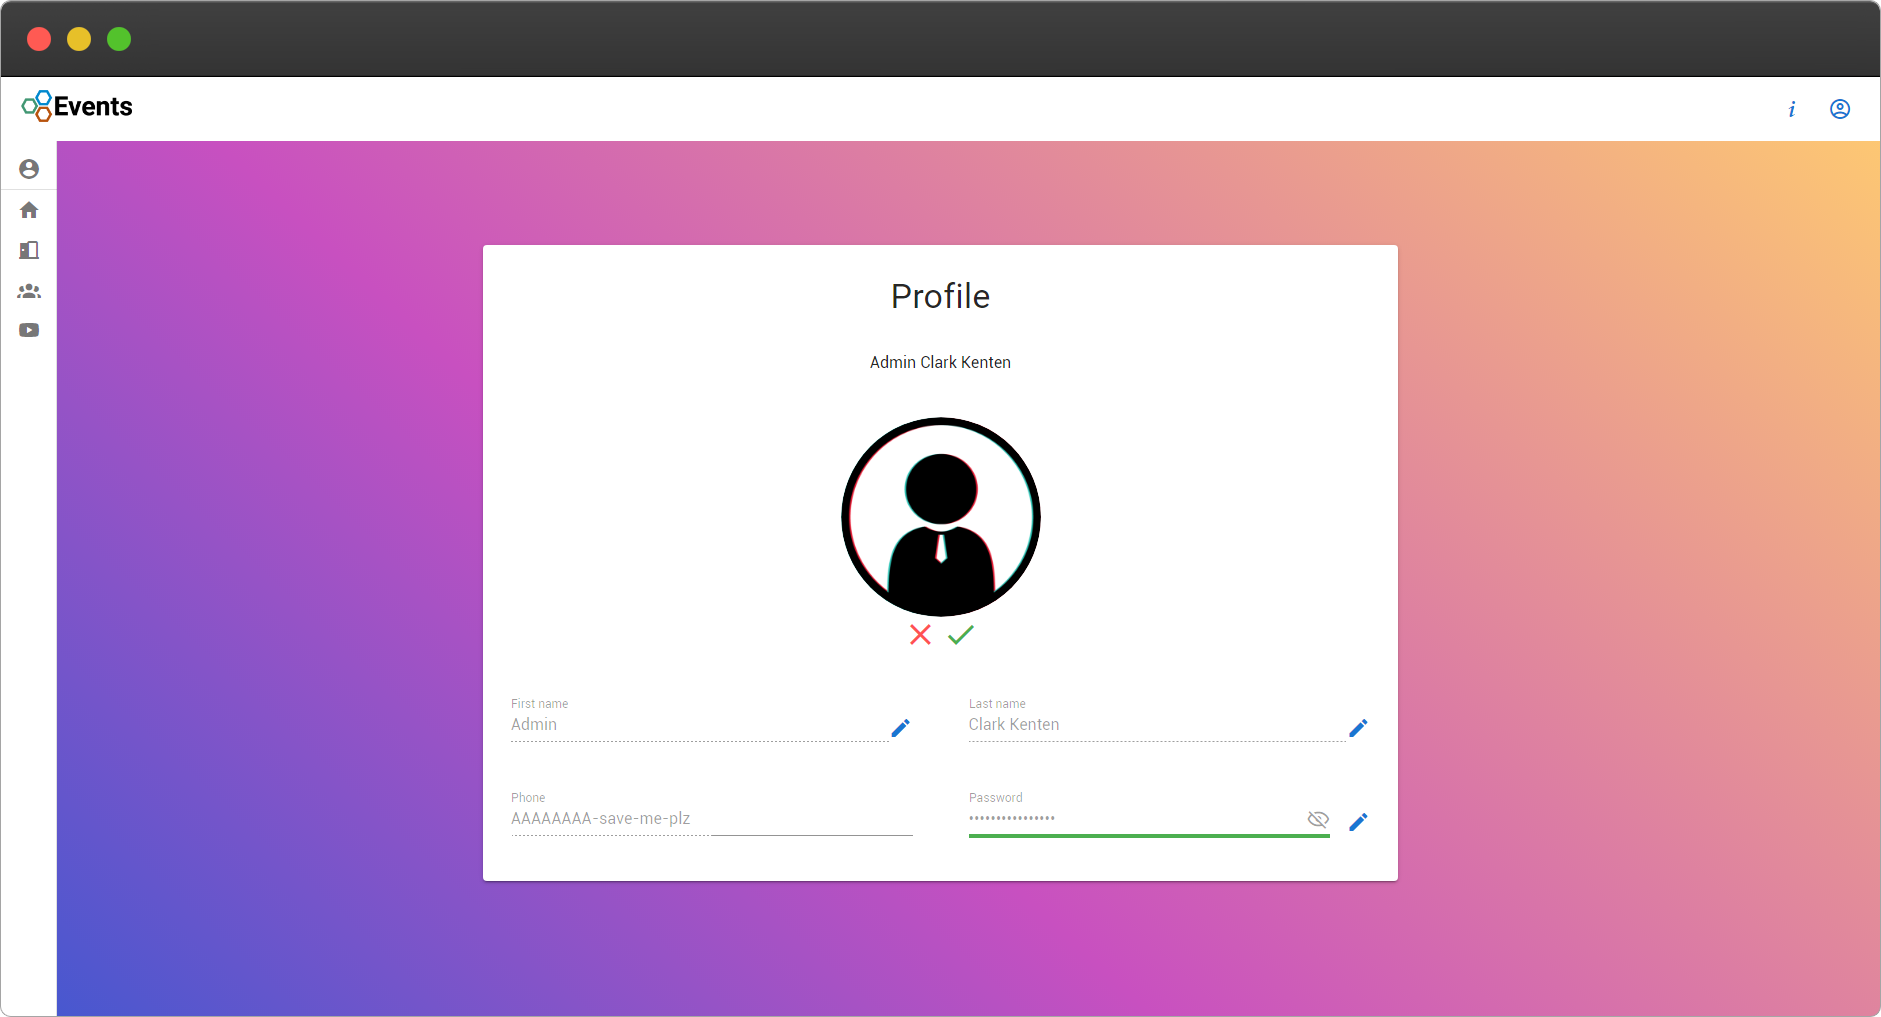 Events
i
Profile
Admin Clark Kenten
First name
Admin
Last name
Clark Kenten
Phone
AAAAAAAA-save-me-plz
Password
••••••••••••••••